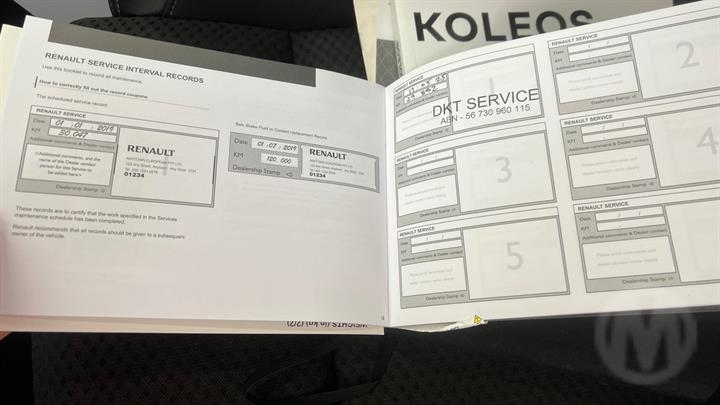 KOLEOS
RENAULT SERVICE INTERVAL RECORDS
Use this booklet to record all maintenance.
How to correctly fill out the record coupons
The scheduled service record
RENAULT SERVICE
Date 01 / 01 / 2019
KM 30.047
<Additional comments, and the
name of the Dealer contact
person for this Service to
be added here>
Dealership Stamp
1
RENAULT
01234
Belt, Brake Fluid or Coolant replacement Record
Date 01 / 07 / 2019
KM 120.000
Dealership Stamp
RENAULT
01234
These records are to certify that the work specified in the Services
maintenance schedule has been completed.
Renault recommends that all records should be given to a subsequent
owner of the vehicle.
WEIGHTS (in kg) (2/2)
RENAULT SERVICE
Date
KM
Additional comments & Dealer contact
Dealership Stamp
1
DKT SERVICE
ABN - 56 730 960 115
RENAULT SERVICE
Date / /
KM
Additional comments & Dealer contact
Dealership Stamp
2
RENAULT SERVICE
Date / /
KM
Additional comments & Dealer contact
Dealership Stamp
3
Date / /
KM
Additional comments & Dealer contact
Dealership Stamp
4
RENAULT SERVICE
Date / /
KM
Additional comments & Dealer contact
Dealership Stamp
5
RENAULT SERVICE
Date / /
KM
Additional comments & Dealer contact
Dealership Stamp
M